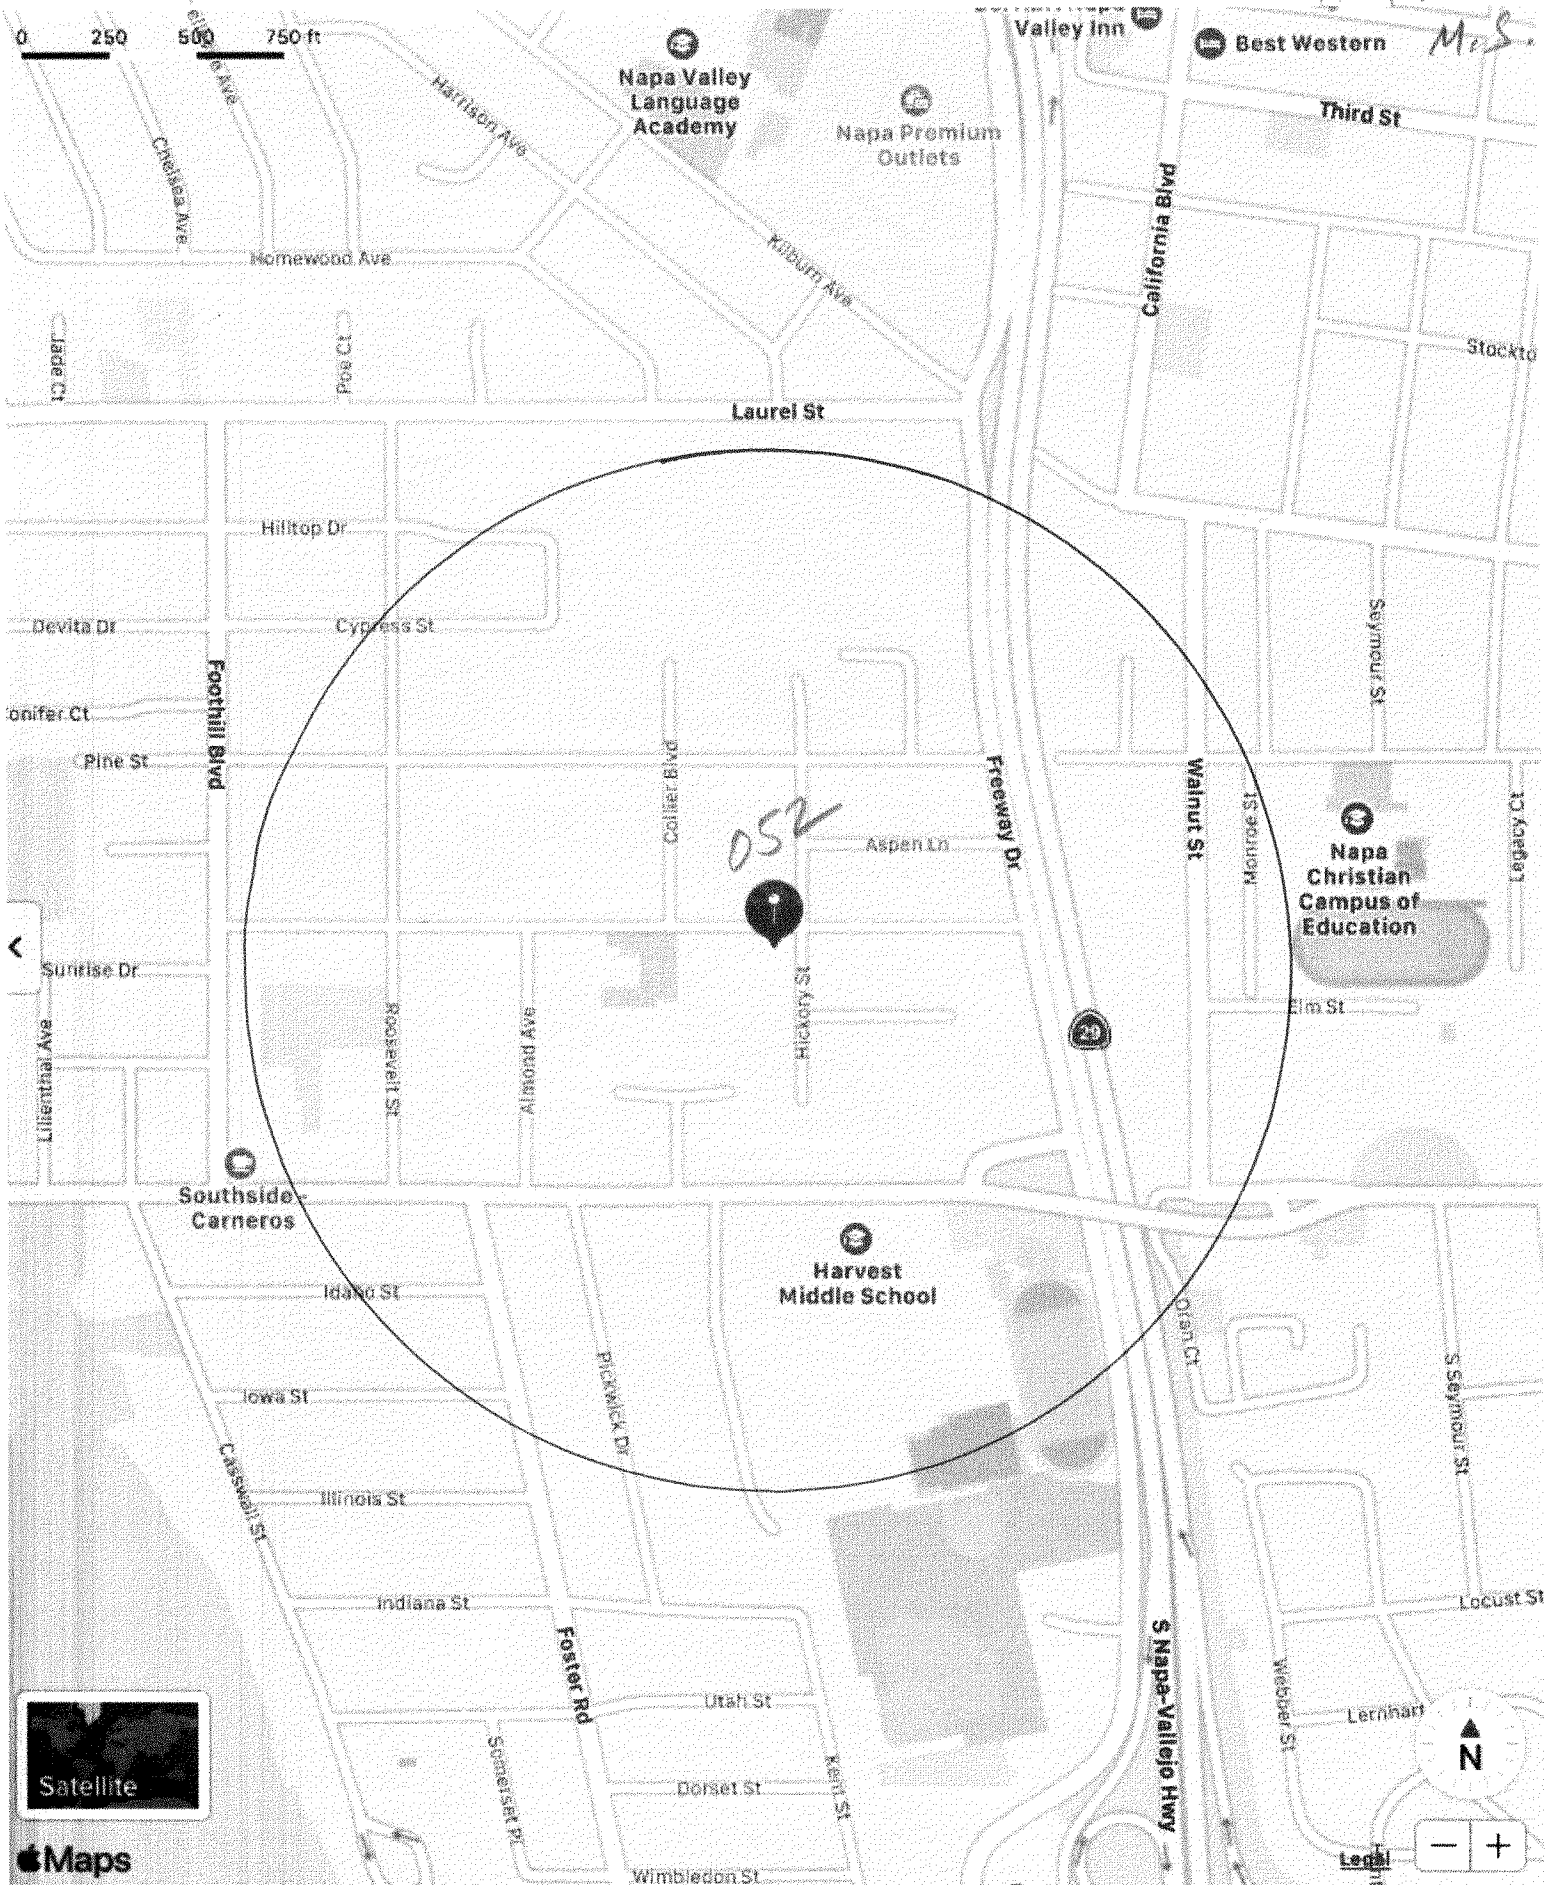 0 250 500 750 ft
Valley Inn
Best Western
M.S.
Napa Valley
Language
Academy
Napa Premium
Outlets
Third St
Harrison Ave
Chelsea Ave
California Blvd
Kilburn Ave
Homewood Ave
Jade Ct
Poe Ct
Stockto
Laurel St
Hilltop Dr
Devita Dr
Cypress St
Seymour St
Foothill Blvd
onifer Ct
Pine St
Collier Blvd
Freeway Dr
Walnut St
Monroe St
Legacy Ct
052
Aspen Ln
Napa
Christian
Campus of
Education
Sunrise Dr
Hickory St
Elm St
Lilienthal Ave
Roosevelt St
Almond Ave
Southside -
Carneros
Harvest
Middle School
Idaho St
Oran Ct
Iowa St
Pickwick Dr
S Seymour St
Casswall St
Illinois St
Indiana St
Locust St
Foster Rd
S Napa-Vallejo Hwy
Webber St
Utah St
Lernhart
N
Satellite
Somerset Pl
Dorset St
Kent St
Maps
Legal
Wimbledon St